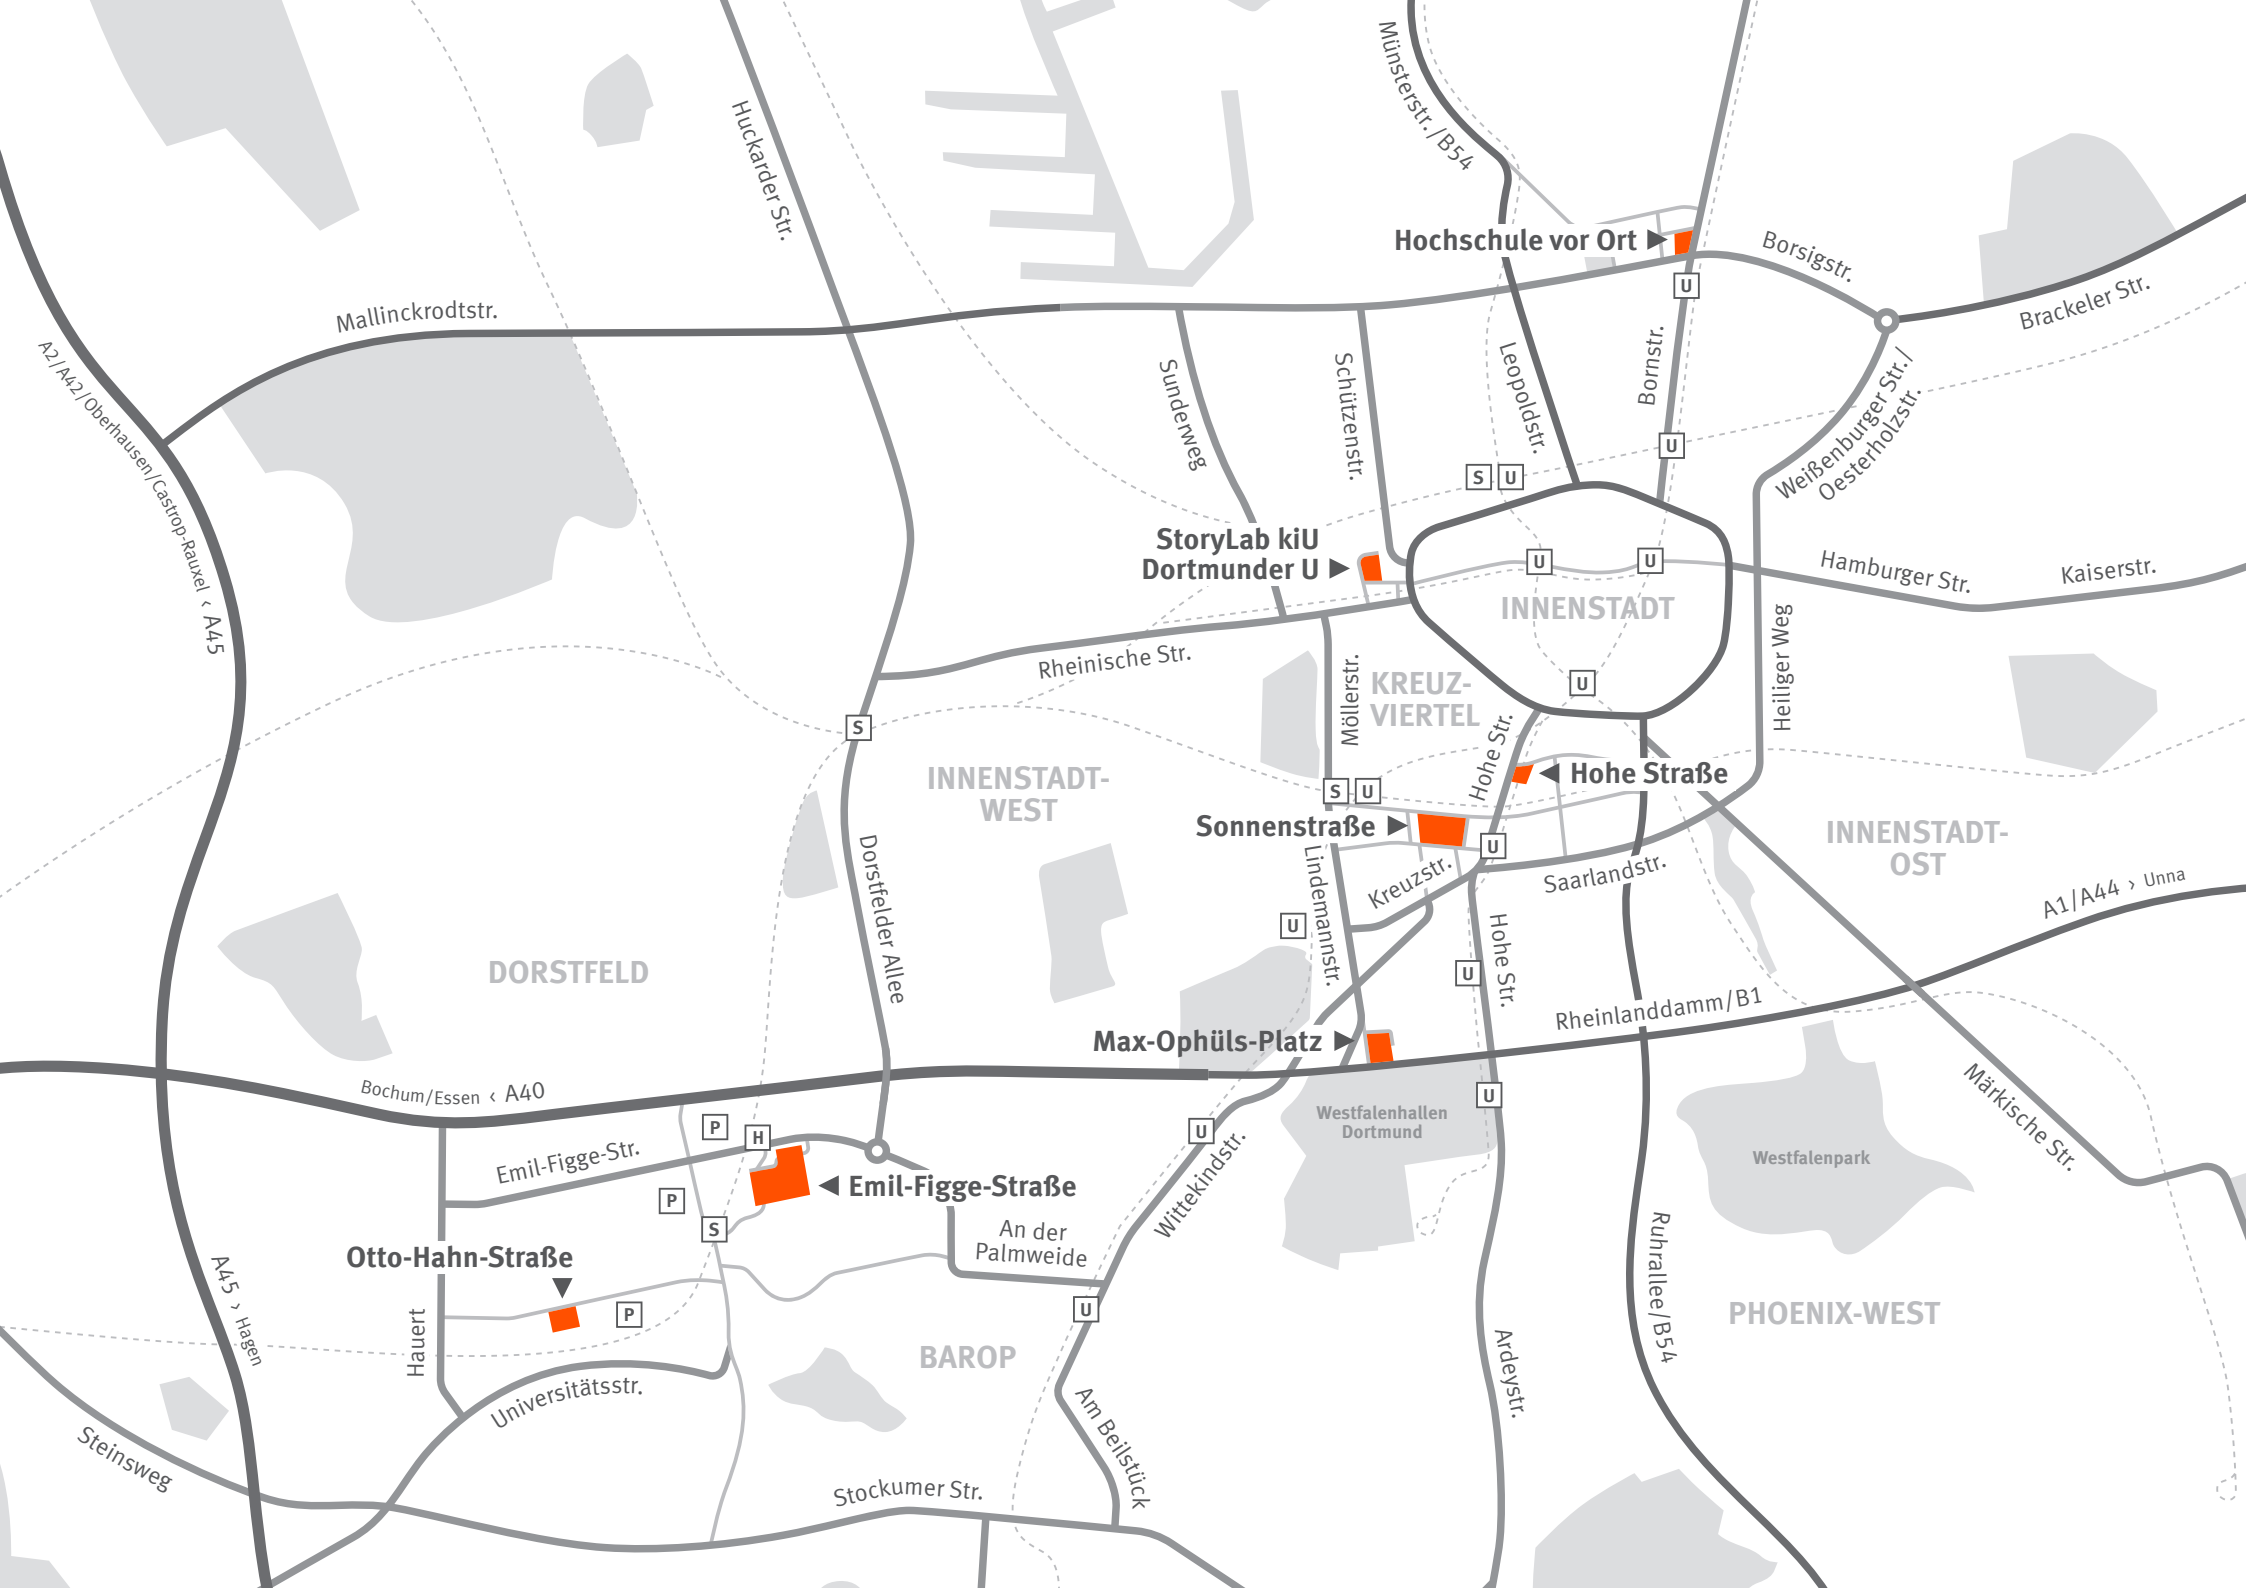 Münsterstr./B54
Huckarder Str.
Hochschule vor Ort
Borsigstr.
Brackeler Str.
Mallinckrodtstr.
A2/A42/Oberhausen/Castrop-Rauxel < A45
Sunderweg
Schützenstr.
Leopoldstr.
Bornstr.
Weißenburger Str./
Oesterholzstr.
U
U
S U
StoryLab kiU
Dortmunder U
U
U
Hamburger Str.
Kaiserstr.
INNENSTADT
Heiliger Weg
Rheinische Str.
Möllerstr.
KREUZ-
VIERTEL
U
S
Hohe Str.
Hohe Straße
INNENSTADT-
WEST
S U
Sonnenstraße
U
INNENSTADT-
OST
Dorstfelder Allee
Lindemannstr.
Kreuzstr.
Saarlandstr.
A1/A44 > Unna
U
Hohe Str.
U
DORSTFELD
Rheinlanddamm/B1
Max-Ophüls-Platz
Bochum/Essen < A40
Märkische Str.
U
Westfalenhallen
Dortmund
Westfalenpark
P
H
U
Emil-Figge-Str.
Emil-Figge-Straße
Wittekindstr.
P
S
An der
Palmweide
Otto-Hahn-Straße
Ruhrallee/B54
A45 > Hagen
P
U
PHOENIX-WEST
Hauert
BAROP
Ardeystr.
Universitätsstr.
Am Beilstück
Steinsweg
Stockumer Str.